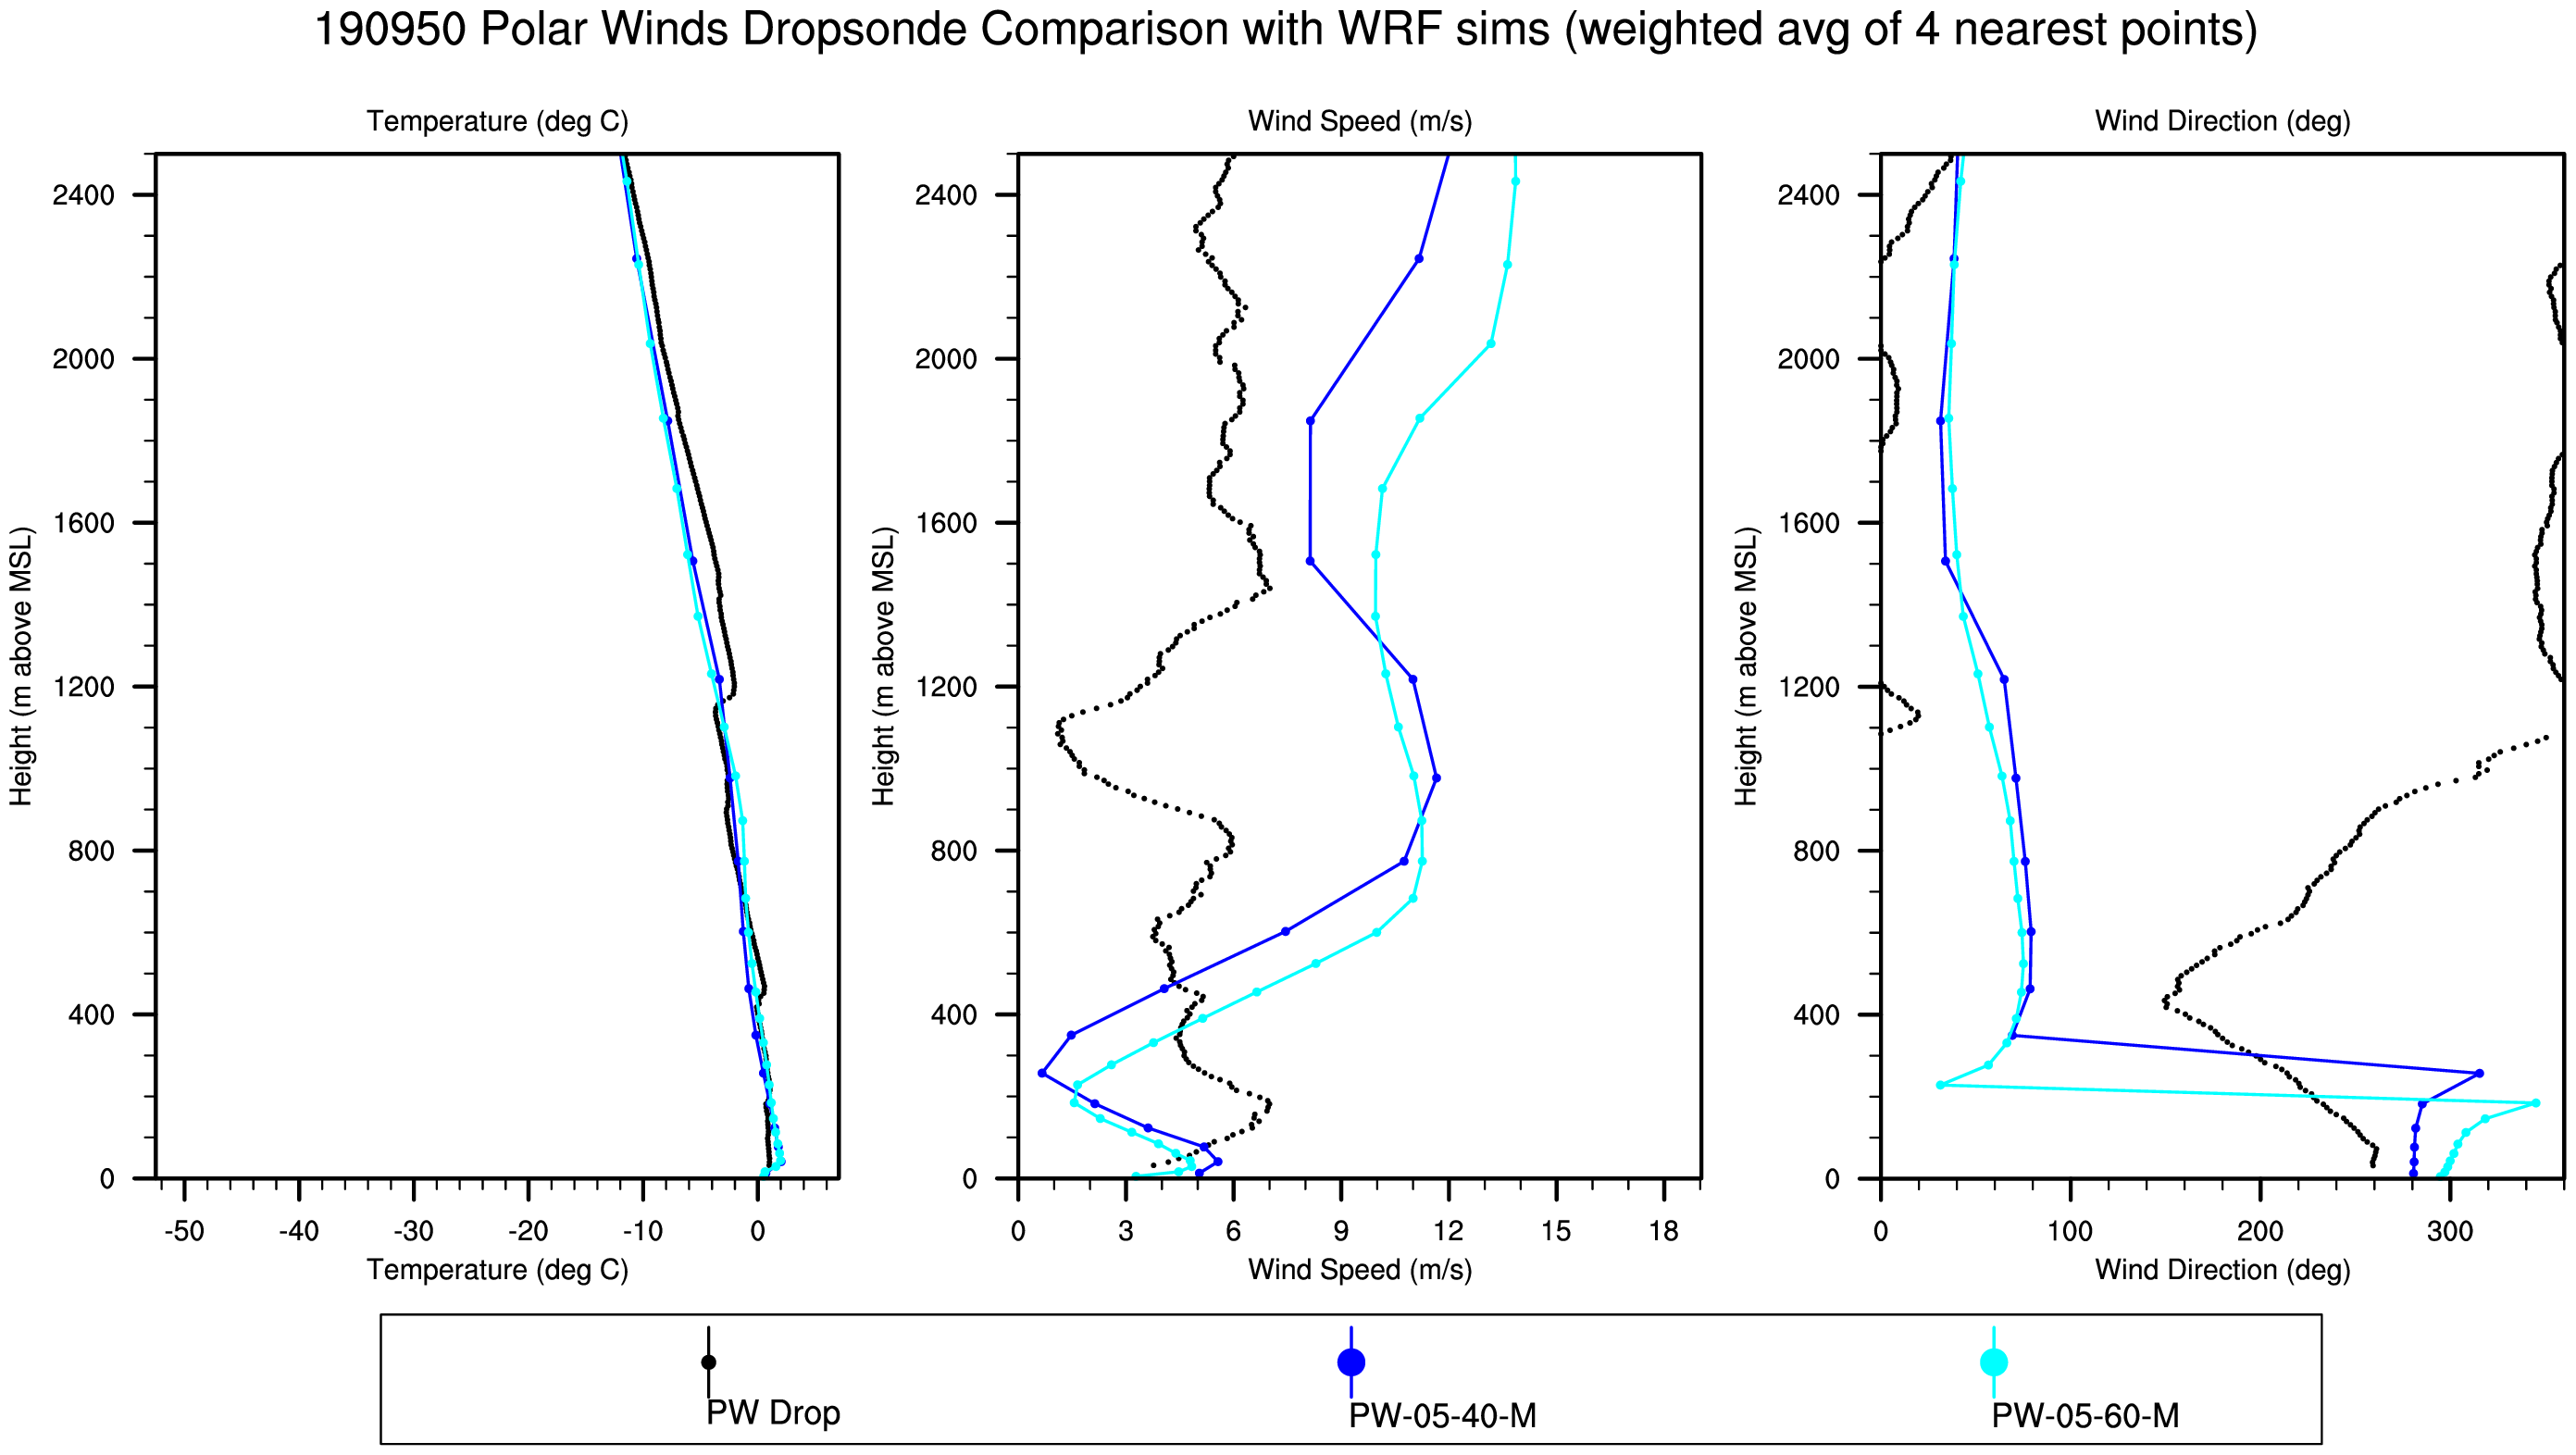 190950 Polar Winds Dropsonde Comparison with WRF sims (weighted avg of 4 nearest points)
Temperature (deg C)
Wind Speed (m/s)
Wind Direction (deg)
2400
2000
1600
1200
800
400
0
Height (m above MSL)
-50 -40 -30 -20 -10 0
Temperature (deg C)
2400
2000
1600
1200
800
400
0
Height (m above MSL)
0 3 6 9 12 15 18
Wind Speed (m/s)
2400
2000
1600
1200
800
400
0
Height (m above MSL)
0 100 200 300
Wind Direction (deg)
PW Drop
PW-05-40-M
PW-05-60-M